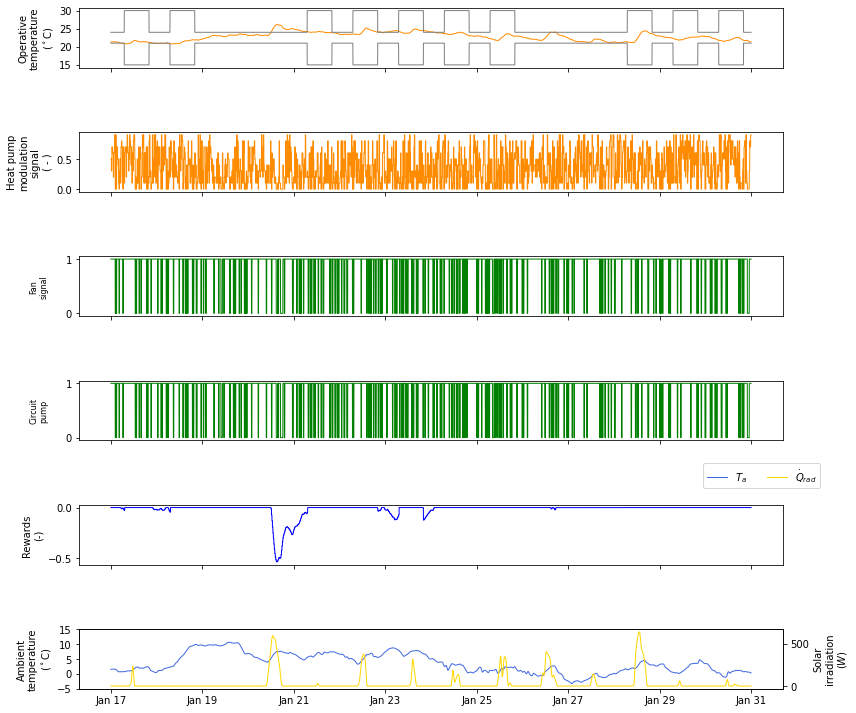 Operative
temperature
(°C)
30
25
20
15
Heat pump
modulation
signal
( - )
0.5
0.0
Fan
signal
1
0
Circuit
pump
1
0
T_a
Q̇_rad
Rewards
(-)
0.0
−0.5
Ambient
temperature
(°C)
15
10
5
0
−5
500
0
Solar
irradiation
(W)
Jan 17 Jan 19 Jan 21 Jan 23 Jan 25 Jan 27 Jan 29 Jan 31